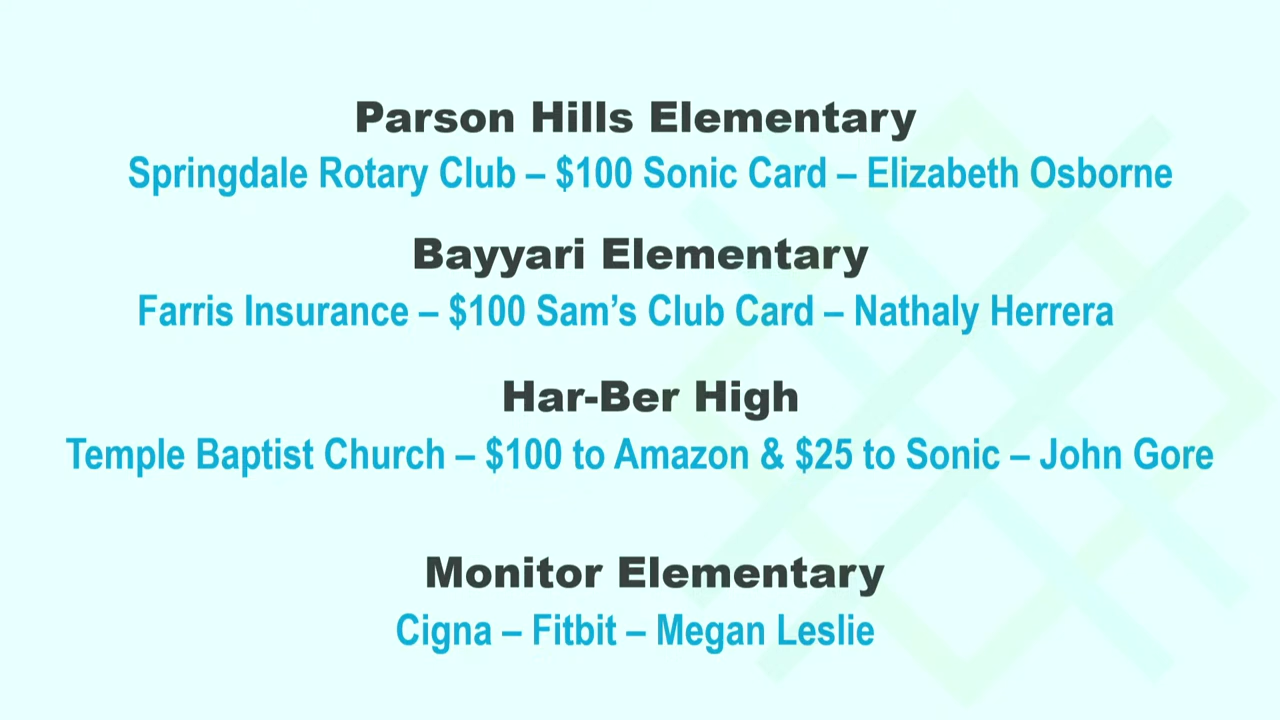 Parson Hills Elementary
Springdale Rotary Club – $100 Sonic Card – Elizabeth Osborne
Bayyari Elementary
Farris Insurance – $100 Sam’s Club Card – Nathaly Herrera
Har-Ber High
Temple Baptist Church – $100 to Amazon & $25 to Sonic – John Gore
Monitor Elementary
Cigna – Fitbit – Megan Leslie